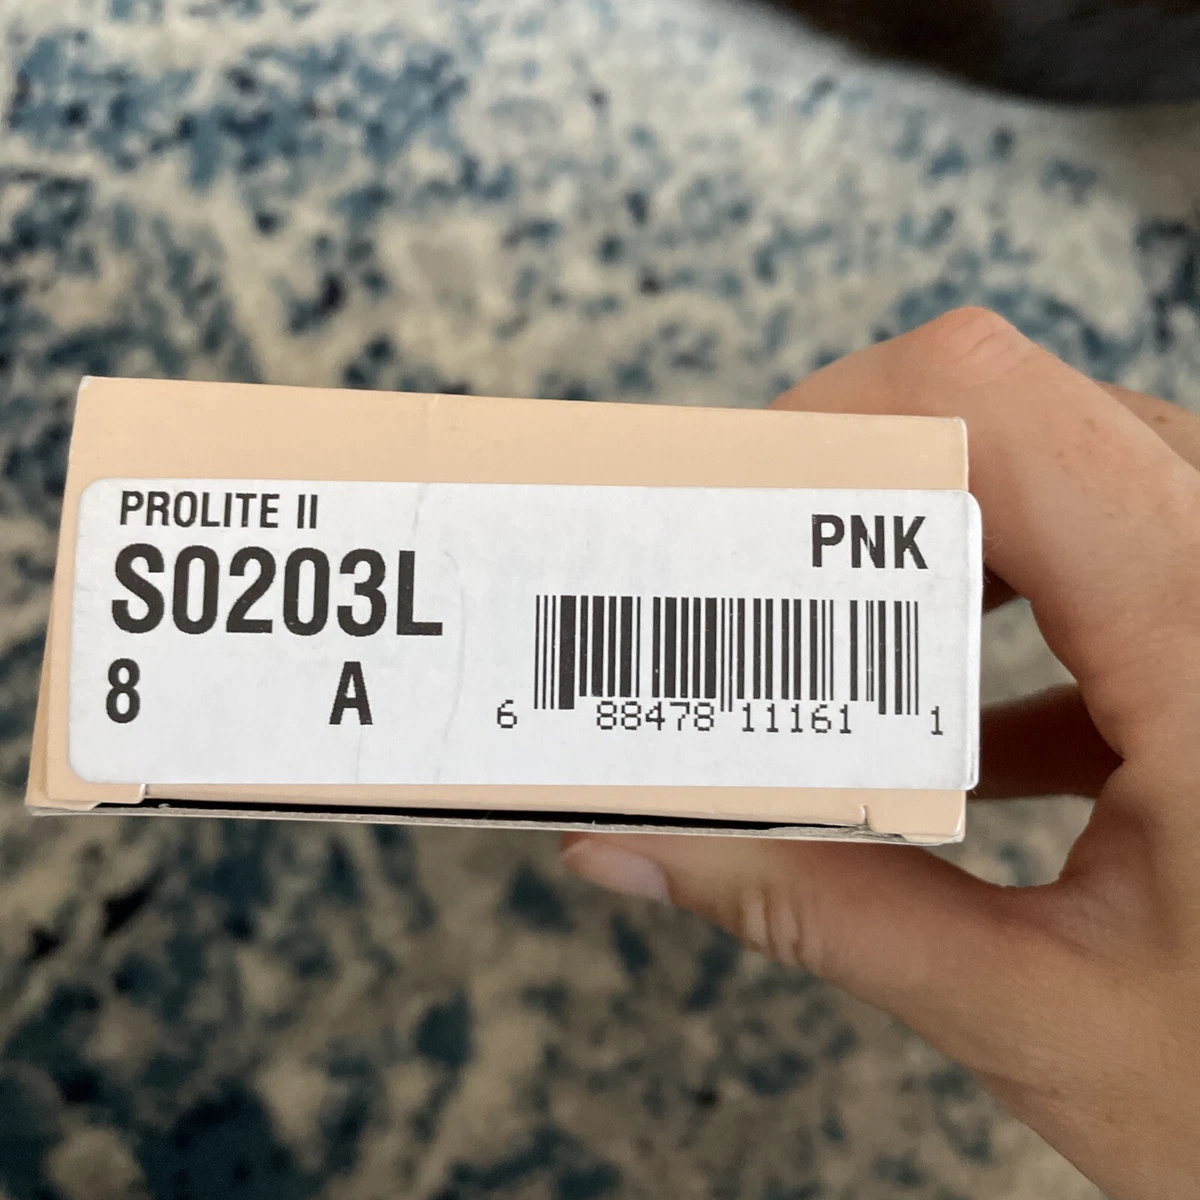 PROLITE II
PNK
S0203L
8 A
6 88478 11161 1